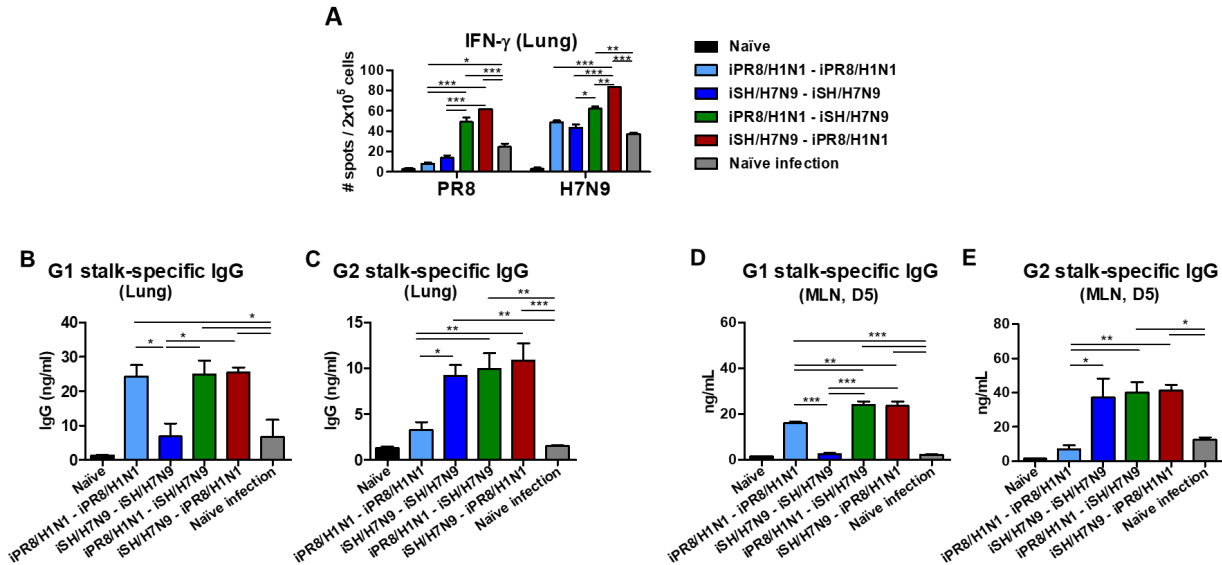 A
IFN-γ (Lung)
# spots / 2x10⁵ cells
100
80
60
40
20
0
* *** *** *** ** *** *** *** ** *
PR8 H7N9
Naïve
iPR8/H1N1 - iPR8/H1N1
iSH/H7N9 - iSH/H7N9
iPR8/H1N1 - iSH/H7N9
iSH/H7N9 - iPR8/H1N1
Naïve infection
B
G1 stalk-specific IgG
(Lung)
IgG (ng/ml)
40
30
20
10
0
* * *
Naïve
iPR8/H1N1 - iPR8/H1N1
iSH/H7N9 - iSH/H7N9
iPR8/H1N1 - iSH/H7N9
iSH/H7N9 - iPR8/H1N1
Naïve infection
C
G2 stalk-specific IgG
(Lung)
IgG (ng/ml)
15
10
5
0
** *** ** ** *
Naïve
iPR8/H1N1 - iPR8/H1N1
iSH/H7N9 - iSH/H7N9
iPR8/H1N1 - iSH/H7N9
iSH/H7N9 - iPR8/H1N1
Naïve infection
D
G1 stalk-specific IgG
(MLN, D5)
ng/mL
60
40
20
0
*** ** *** ***
Naïve
iPR8/H1N1 - iPR8/H1N1
iSH/H7N9 - iSH/H7N9
iPR8/H1N1 - iSH/H7N9
iSH/H7N9 - iPR8/H1N1
Naïve infection
E
G2 stalk-specific IgG
(MLN, D5)
ng/mL
80
60
40
20
0
* ** *
Naïve
iPR8/H1N1 - iPR8/H1N1
iSH/H7N9 - iSH/H7N9
iPR8/H1N1 - iSH/H7N9
iSH/H7N9 - iPR8/H1N1
Naïve infection